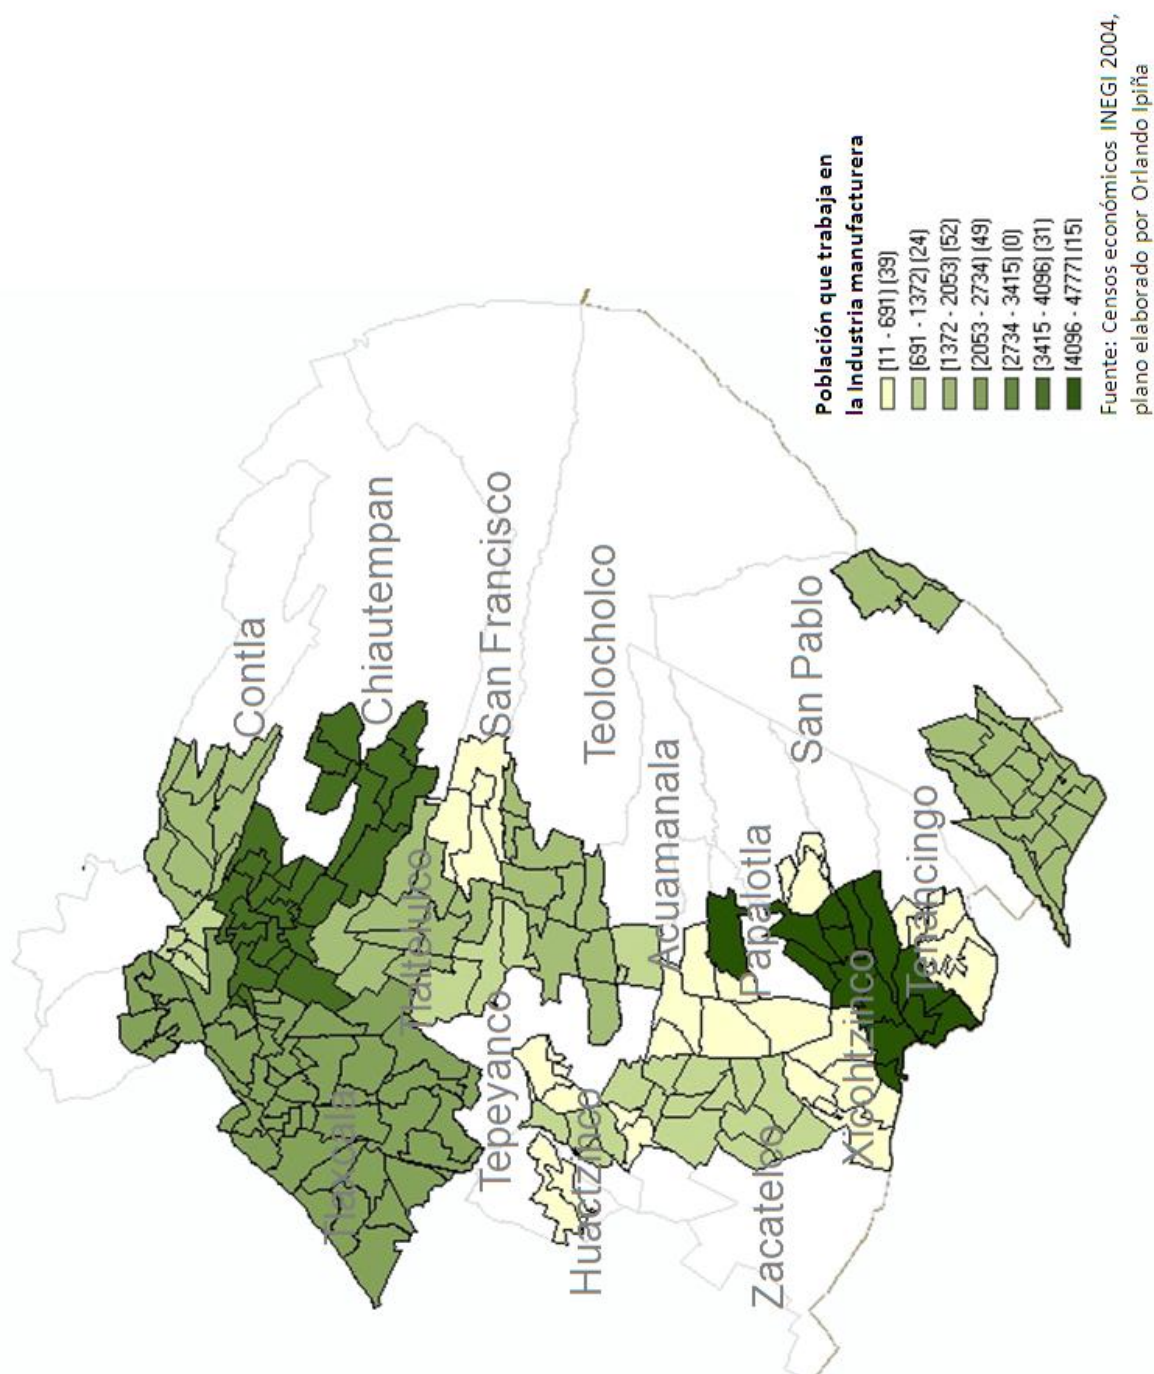 Contla
Chiautempan
San Francisco
Teolocholco
San Pablo
Tlaltelulco
Acuamanala
Papalotla
Tenancingo
Tlaxcala
Tepeyanco
Huactzinco
Zacatelco
Xicohtzinco
Población que trabaja en
la Industria manufacturera
[11 - 691) (39)
[691 - 1372) (24)
[1372 - 2053) (52)
[2053 - 2734) (49)
[2734 - 3415) (0)
[3415 - 4096) (31)
[4096 - 4777] (15)
Fuente: Censos económicos INEGI 2004,
plano elaborado por Orlando Ipiña